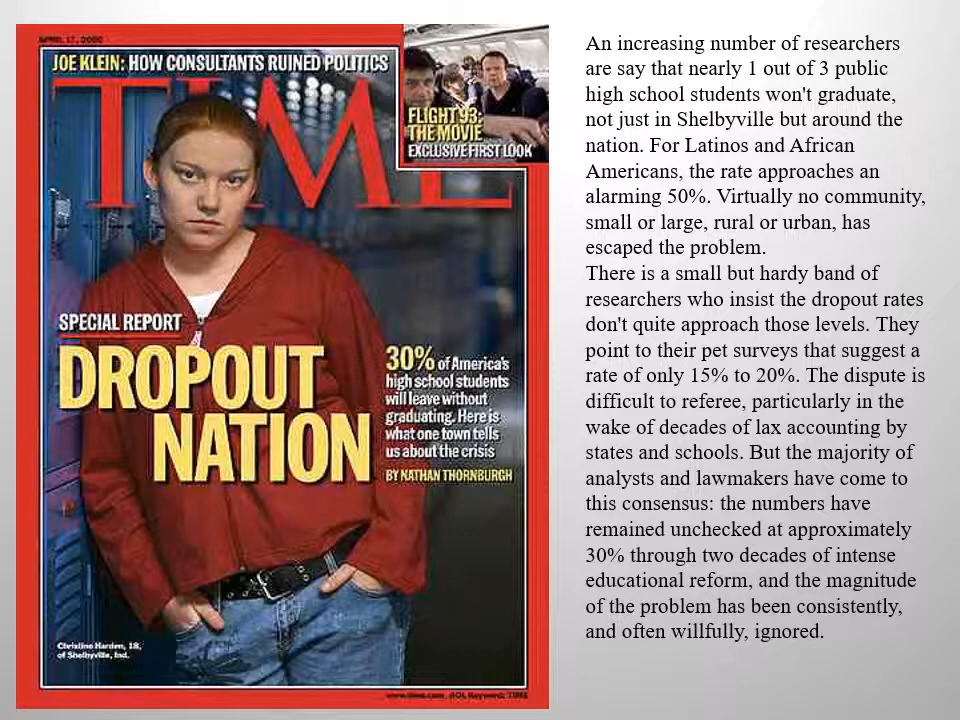 APRIL 17, 2006
JOE KLEIN: HOW CONSULTANTS RUINED POLITICS
TIME
FLIGHT 93:
THE MOVIE
EXCLUSIVE FIRST LOOK
SPECIAL REPORT
DROPOUT
NATION
30% of America's
high school students
will leave without
graduating. Here is
what one town tells
us about the crisis
BY NATHAN THORNBURGH
Christine Harden, 18,
of Shelbyville, Ind.
www.time.com AOL Keyword: TIME
An increasing number of researchers
are say that nearly 1 out of 3 public
high school students won't graduate,
not just in Shelbyville but around the
nation. For Latinos and African
Americans, the rate approaches an
alarming 50%. Virtually no community,
small or large, rural or urban, has
escaped the problem.
There is a small but hardy band of
researchers who insist the dropout rates
don't quite approach those levels. They
point to their pet surveys that suggest a
rate of only 15% to 20%. The dispute is
difficult to referee, particularly in the
wake of decades of lax accounting by
states and schools. But the majority of
analysts and lawmakers have come to
this consensus: the numbers have
remained unchecked at approximately
30% through two decades of intense
educational reform, and the magnitude
of the problem has been consistently,
and often willfully, ignored.